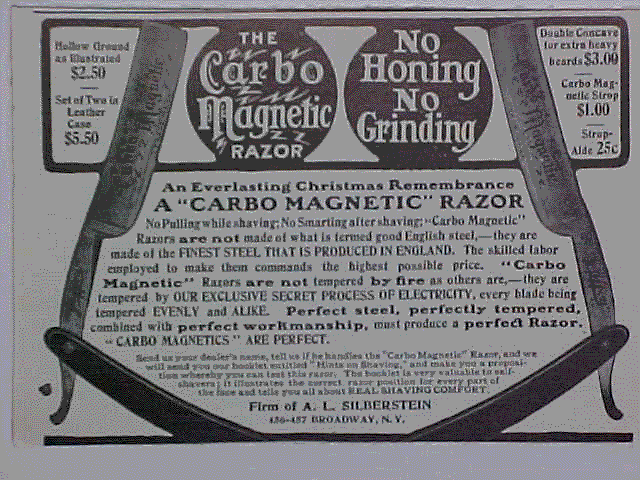 Hollow Ground
as Illustrated
$2.50
Set of Two in
Leather
Case
$5.50
THE
Carbo
Magnetic
RAZOR
No
Honing
No
Grinding
Double Concave
for extra heavy
beards $3.00
Carbo Mag-
netic Strop
$1.00
Strop-
Aide 25c
Carbo Magnetic
An Everlasting Christmas Remembrance
A "CARBO MAGNETIC" RAZOR
No Pulling while shaving; No Smarting after shaving; "Carbo Magnetic"
Razors are not made of what is termed good English steel,—they are
made of the FINEST STEEL THAT IS PRODUCED IN ENGLAND. The skilled labor
employed to make them commands the highest possible price. "Carbo
Magnetic" Razors are not tempered by fire as others are,—they are
tempered by OUR EXCLUSIVE SECRET PROCESS OF ELECTRICITY, every blade being
tempered EVENLY and ALIKE. Perfect steel, perfectly tempered,
combined with perfect workmanship, must produce a perfect Razor.
"CARBO MAGNETICS" ARE PERFECT.
Send us your dealer's name, tell us if he handles the "Carbo Magnetic" Razor, and we
will send you our booklet entitled "Hints on Shaving," and make you a proposi-
tion whereby you can test this razor. The booklet is very valuable to self-
shavers; it illustrates the correct razor position for every part of
the face and tells you all about REAL SHAVING COMFORT.
Firm of A. L. SILBERSTEIN
456-457 BROADWAY, N.Y.